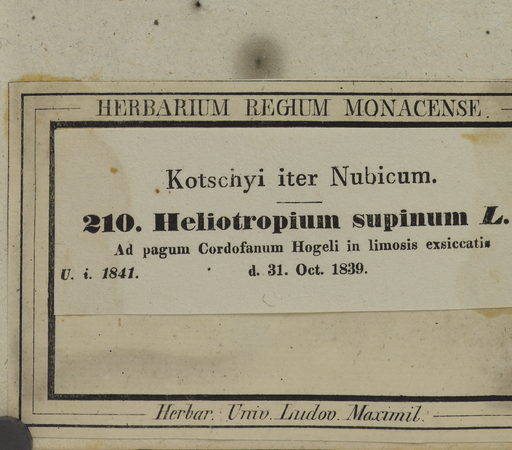 HERBARIUM REGIUM MONACENSE.
Kotschyi iter Nubicum.
210. Heliotropium supinum L.
Ad pagum Cordofanum Hogeli in limosis exsiccatis
U. i. 1841. d. 31. Oct. 1839.
Herbar. Univ. Ludov. Maximil.